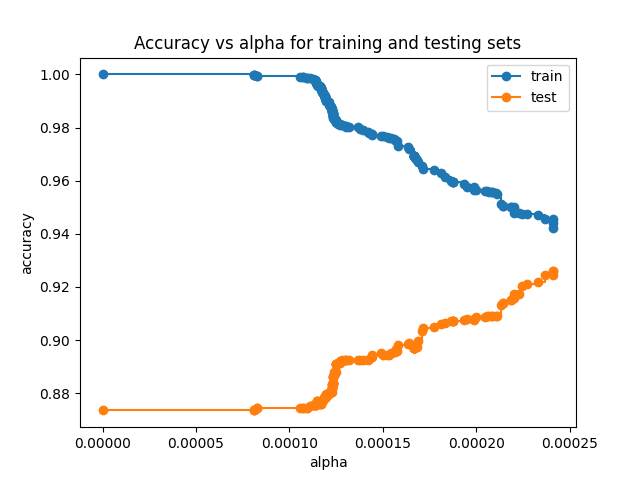 Accuracy vs alpha for training and testing sets
train
test
1.00
0.98
0.96
0.94
0.92
0.90
0.88
accuracy
0.00000
0.00005
0.00010
0.00015
0.00020
0.00025
alpha